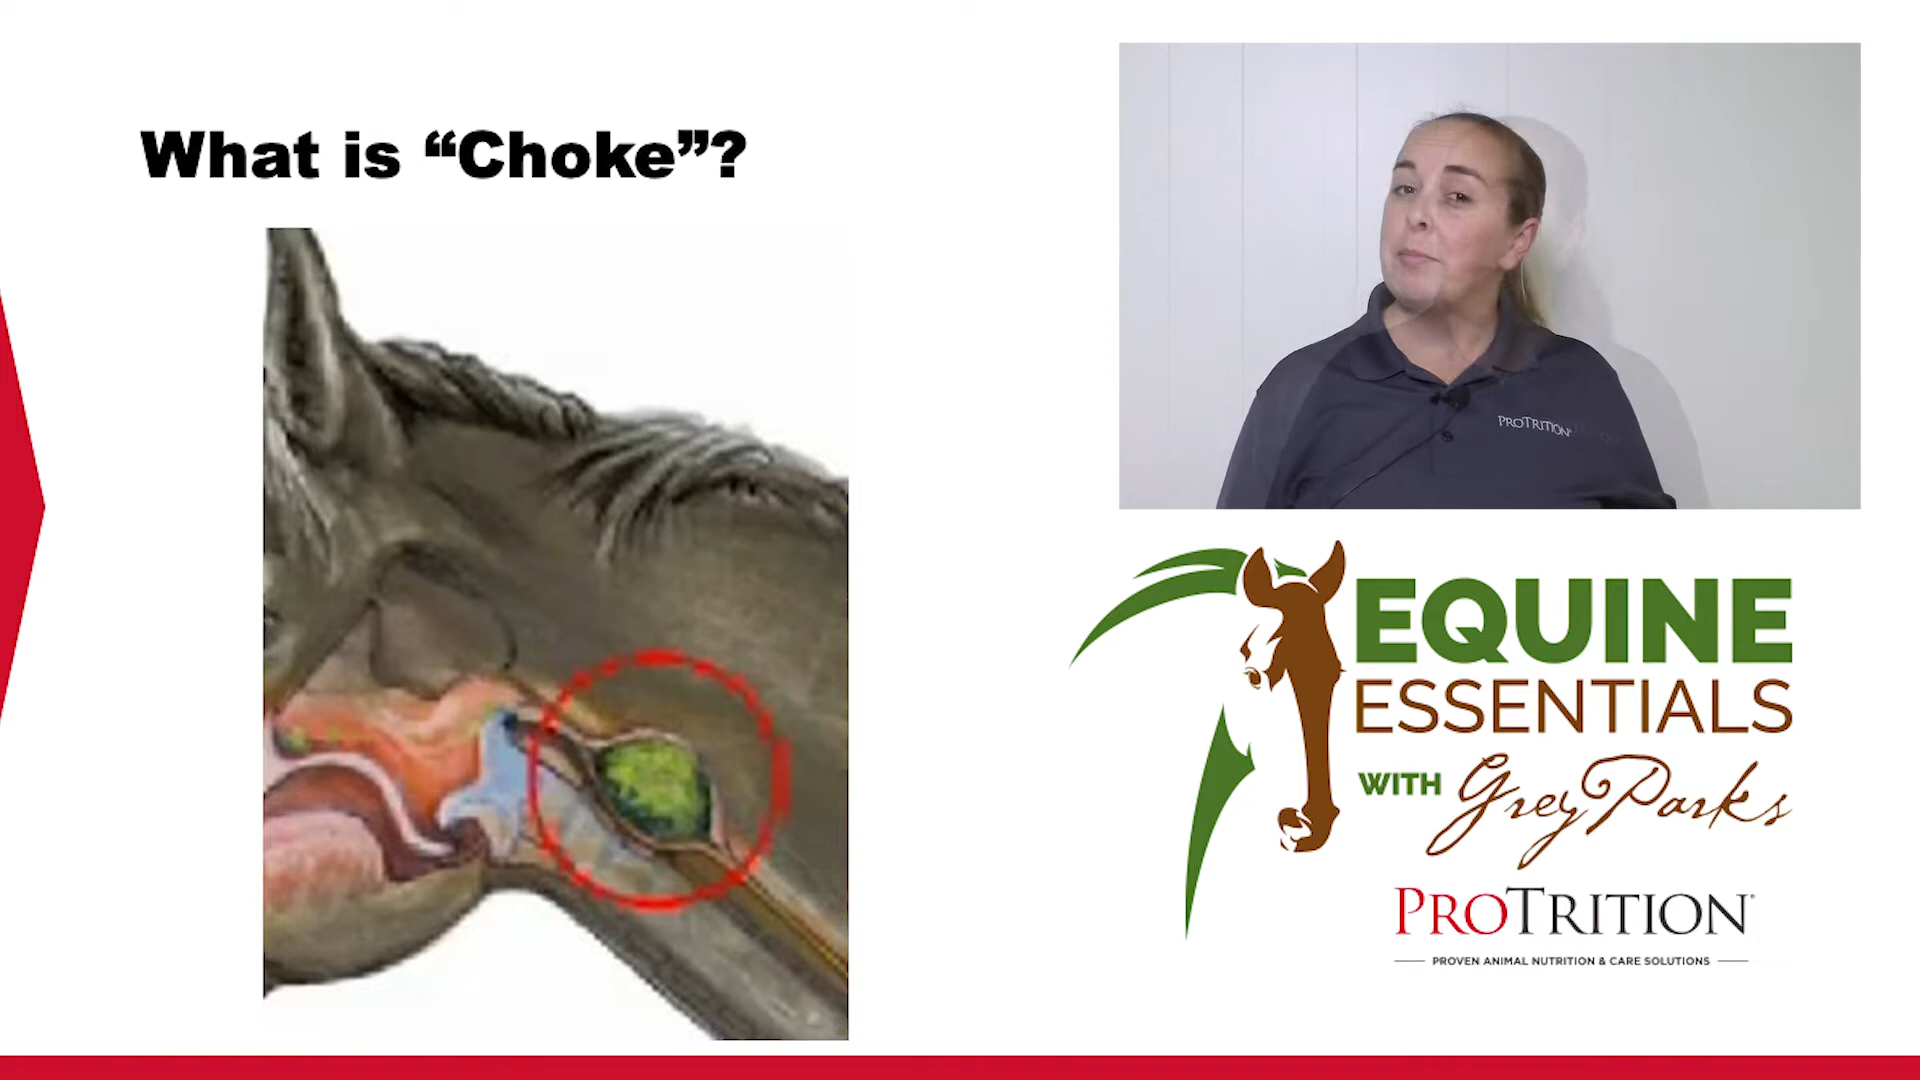 What is “Choke”?
PROTRITION
EQUINE
ESSENTIALS
WITH Grey Parks
PROTRITION®
PROVEN ANIMAL NUTRITION & CARE SOLUTIONS